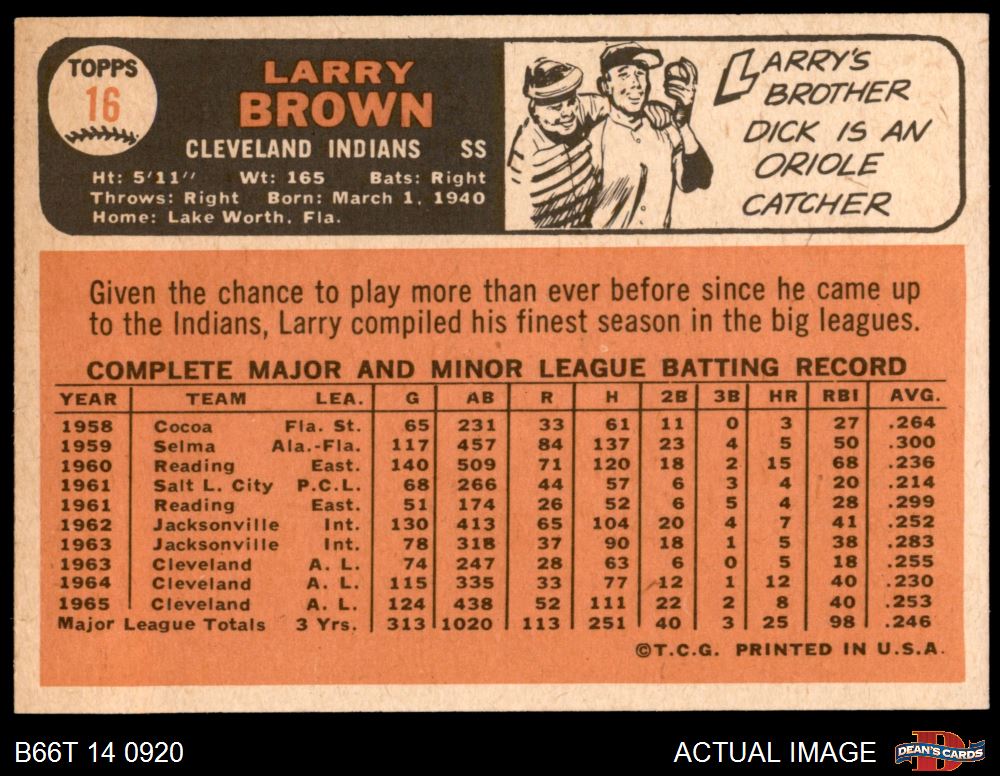 TOPPS
16
LARRY
BROWN
CLEVELAND INDIANS SS
Ht: 5'11" Wt: 165 Bats: Right
Throws: Right Born: March 1, 1940
Home: Lake Worth, Fla.
LARRY'S
BROTHER
DICK IS AN
ORIOLE
CATCHER
Given the chance to play more than ever before since he came up
to the Indians, Larry compiled his finest season in the big leagues.
COMPLETE MAJOR AND MINOR LEAGUE BATTING RECORD
YEAR TEAM LEA. G AB R H 2B 3B HR RBI AVG.
1958 Cocoa Fla. St. 65 231 33 61 11 0 3 27 .264
1959 Selma Ala.-Fla. 117 457 84 137 23 4 5 50 .300
1960 Reading East. 140 509 71 120 18 2 15 68 .236
1961 Salt L. City P.C.L. 68 266 44 57 6 3 4 20 .214
1961 Reading East. 51 174 26 52 6 5 4 28 .299
1962 Jacksonville Int. 130 413 65 104 20 4 7 41 .252
1963 Jacksonville Int. 78 318 37 90 18 1 5 38 .283
1963 Cleveland A. L. 74 247 28 63 6 0 5 18 .255
1964 Cleveland A. L. 115 335 33 77 12 1 12 40 .230
1965 Cleveland A. L. 124 438 52 111 22 2 8 40 .253
Major League Totals 3 Yrs. 313 1020 113 251 40 3 25 98 .246
©T.C.G. PRINTED IN U.S.A.
B66T 14 0920
ACTUAL IMAGE
DEAN'S CARDS